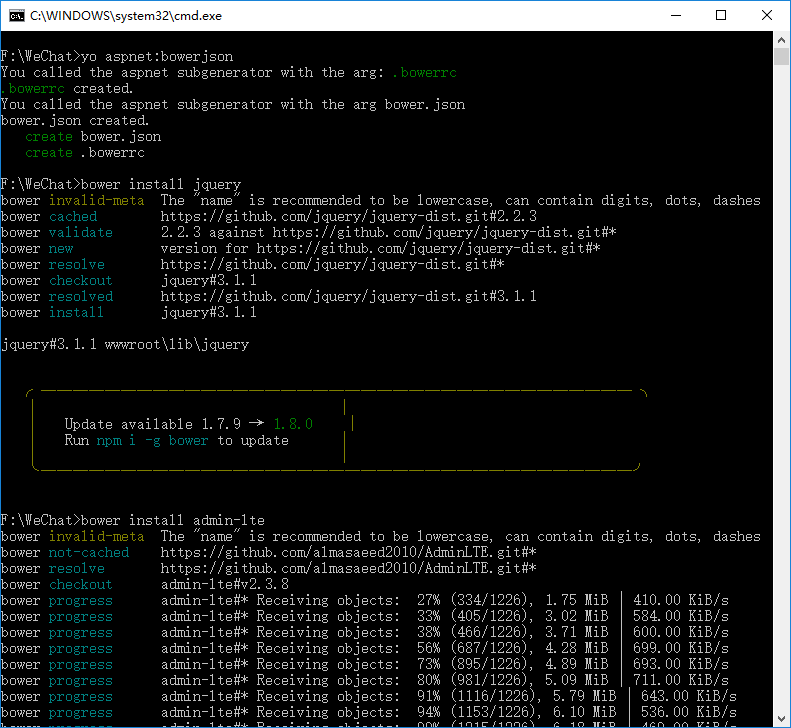 C:\WINDOWS\system32\cmd.exe
F:\WeChat>yo aspnet:bowerjson
You called the aspnet subgenerator with the arg: .bowerrc
.bowerrc created.
You called the aspnet subgenerator with the arg bower.json
bower.json created.
create bower.json
create .bowerrc
F:\WeChat>bower install jquery
bower invalid-meta The "name" is recommended to be lowercase, can contain digits, dots, dashes
bower cached https://github.com/jquery/jquery-dist.git#2.2.3
bower validate 2.2.3 against https://github.com/jquery/jquery-dist.git#*
bower new version for https://github.com/jquery/jquery-dist.git#*
bower resolve https://github.com/jquery/jquery-dist.git#*
bower checkout jquery#3.1.1
bower resolved https://github.com/jquery/jquery-dist.git#3.1.1
bower install jquery#3.1.1
jquery#3.1.1 wwwroot\lib\jquery
Update available 1.7.9 → 1.8.0
Run npm i -g bower to update
F:\WeChat>bower install admin-lte
bower invalid-meta The "name" is recommended to be lowercase, can contain digits, dots, dashes
bower not-cached https://github.com/almasaeed2010/AdminLTE.git#*
bower resolve https://github.com/almasaeed2010/AdminLTE.git#*
bower checkout admin-lte#v2.3.8
bower progress admin-lte#* Receiving objects: 27% (334/1226), 1.75 MiB | 410.00 KiB/s
bower progress admin-lte#* Receiving objects: 33% (405/1226), 3.02 MiB | 584.00 KiB/s
bower progress admin-lte#* Receiving objects: 38% (466/1226), 3.71 MiB | 600.00 KiB/s
bower progress admin-lte#* Receiving objects: 56% (687/1226), 4.28 MiB | 699.00 KiB/s
bower progress admin-lte#* Receiving objects: 73% (895/1226), 4.89 MiB | 693.00 KiB/s
bower progress admin-lte#* Receiving objects: 80% (981/1226), 5.09 MiB | 711.00 KiB/s
bower progress admin-lte#* Receiving objects: 91% (1116/1226), 5.79 MiB | 643.00 KiB/s
bower progress admin-lte#* Receiving objects: 94% (1153/1226), 6.10 MiB | 536.00 KiB/s
bower progress admin-lte#* Receiving objects: